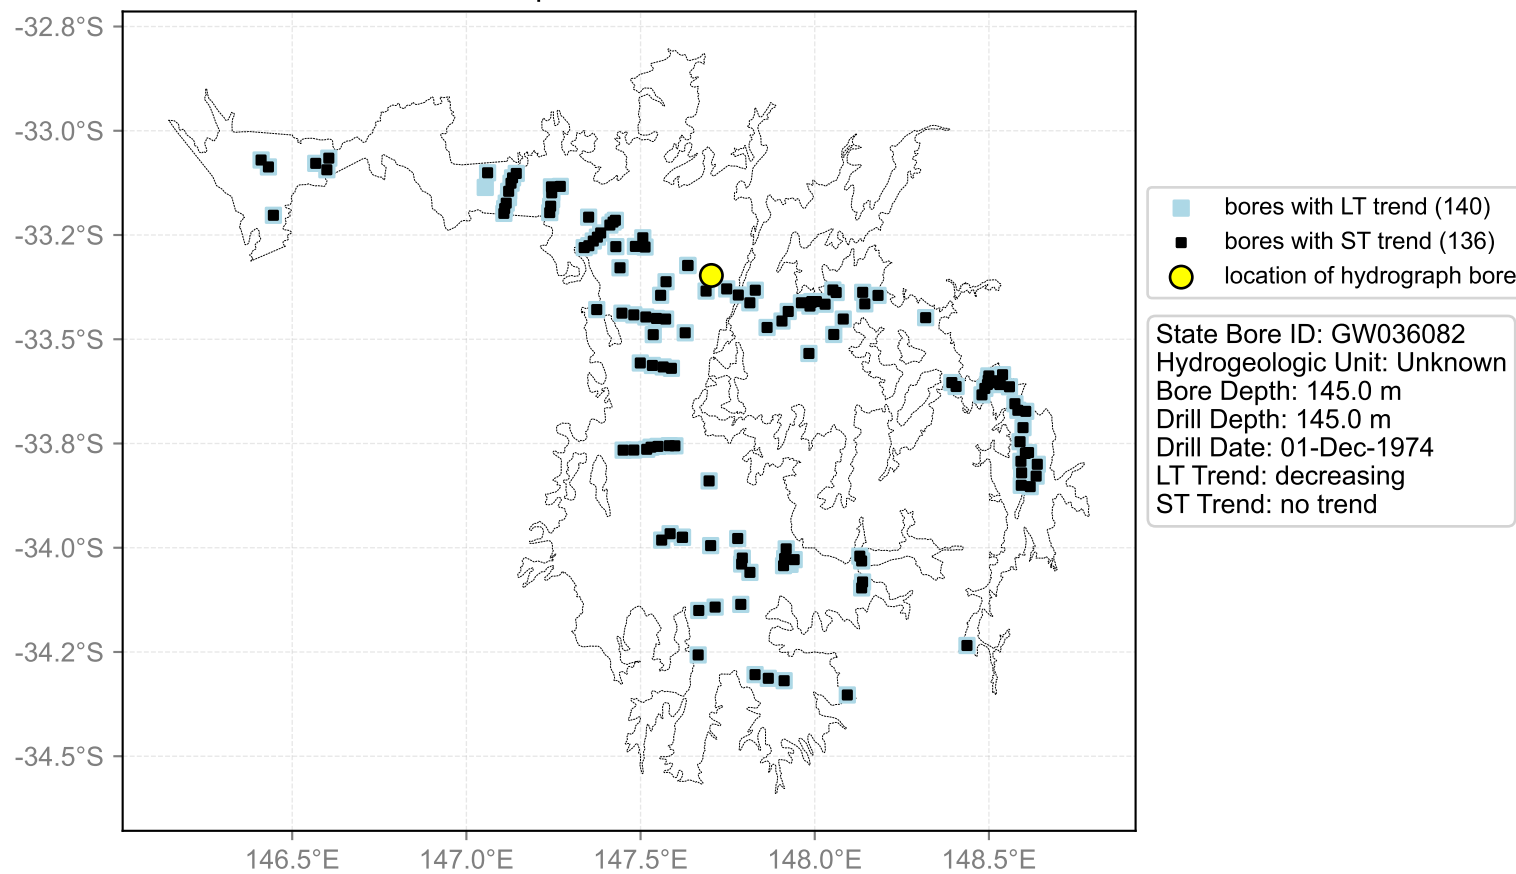 -32.8°S
-33.0°S
-33.2°S
-33.5°S
-33.8°S
-34.0°S
-34.2°S
-34.5°S
146.5°E
147.0°E
147.5°E
148.0°E
148.5°E
bores with LT trend (140)
bores with ST trend (136)
location of hydrograph bore
State Bore ID: GW036082
Hydrogeologic Unit: Unknown
Bore Depth: 145.0 m
Drill Depth: 145.0 m
Drill Date: 01-Dec-1974
LT Trend: decreasing
ST Trend: no trend